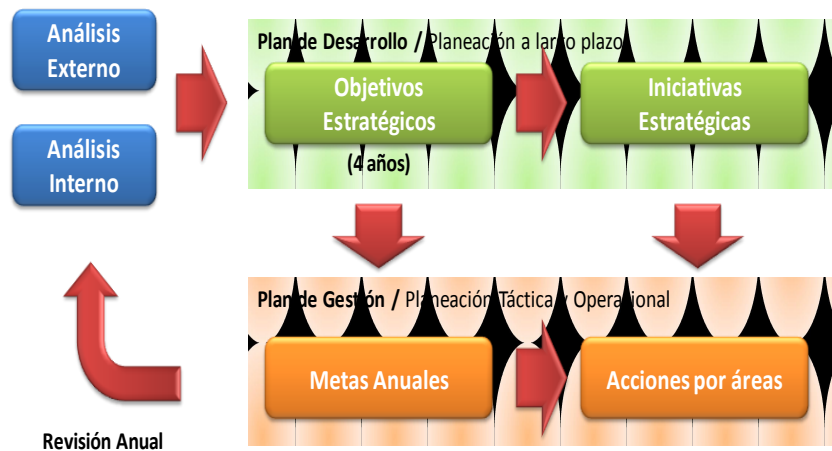 Análisis
Externo
Análisis
Interno
Plan de Desarrollo / Planeación a largo plazo
Objetivos
Estratégicos
(4 años)
Iniciativas
Estratégicas
Plan de Gestión / Planeación Táctica y Operacional
Metas Anuales
Acciones por áreas
Revisión Anual